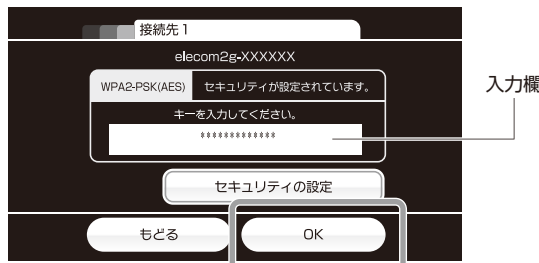 接続先 1
elecom2g-XXXXXX
WPA2-PSK(AES) セキュリティが設定されています。
キーを入力してください。
*************
入力欄
セキュリティの設定
もどる OK